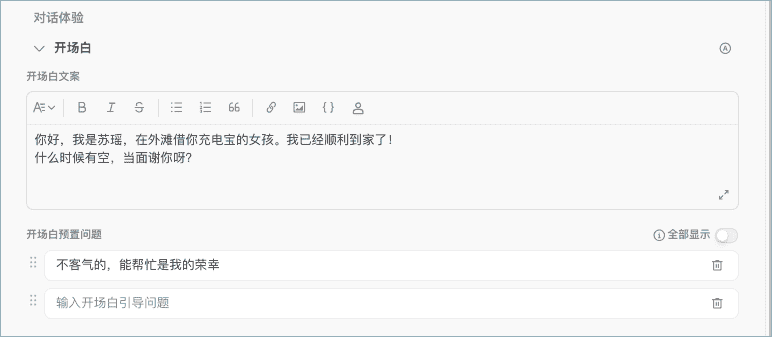 对话体验
开场白
开场白文案
你好，我是苏瑶，在外滩借你充电宝的女孩。我已经顺利到家了！
什么时候有空，当面谢你呀？
开场白预置问题 全部显示
不客气的，能帮忙是我的荣幸
输入开场白引导问题